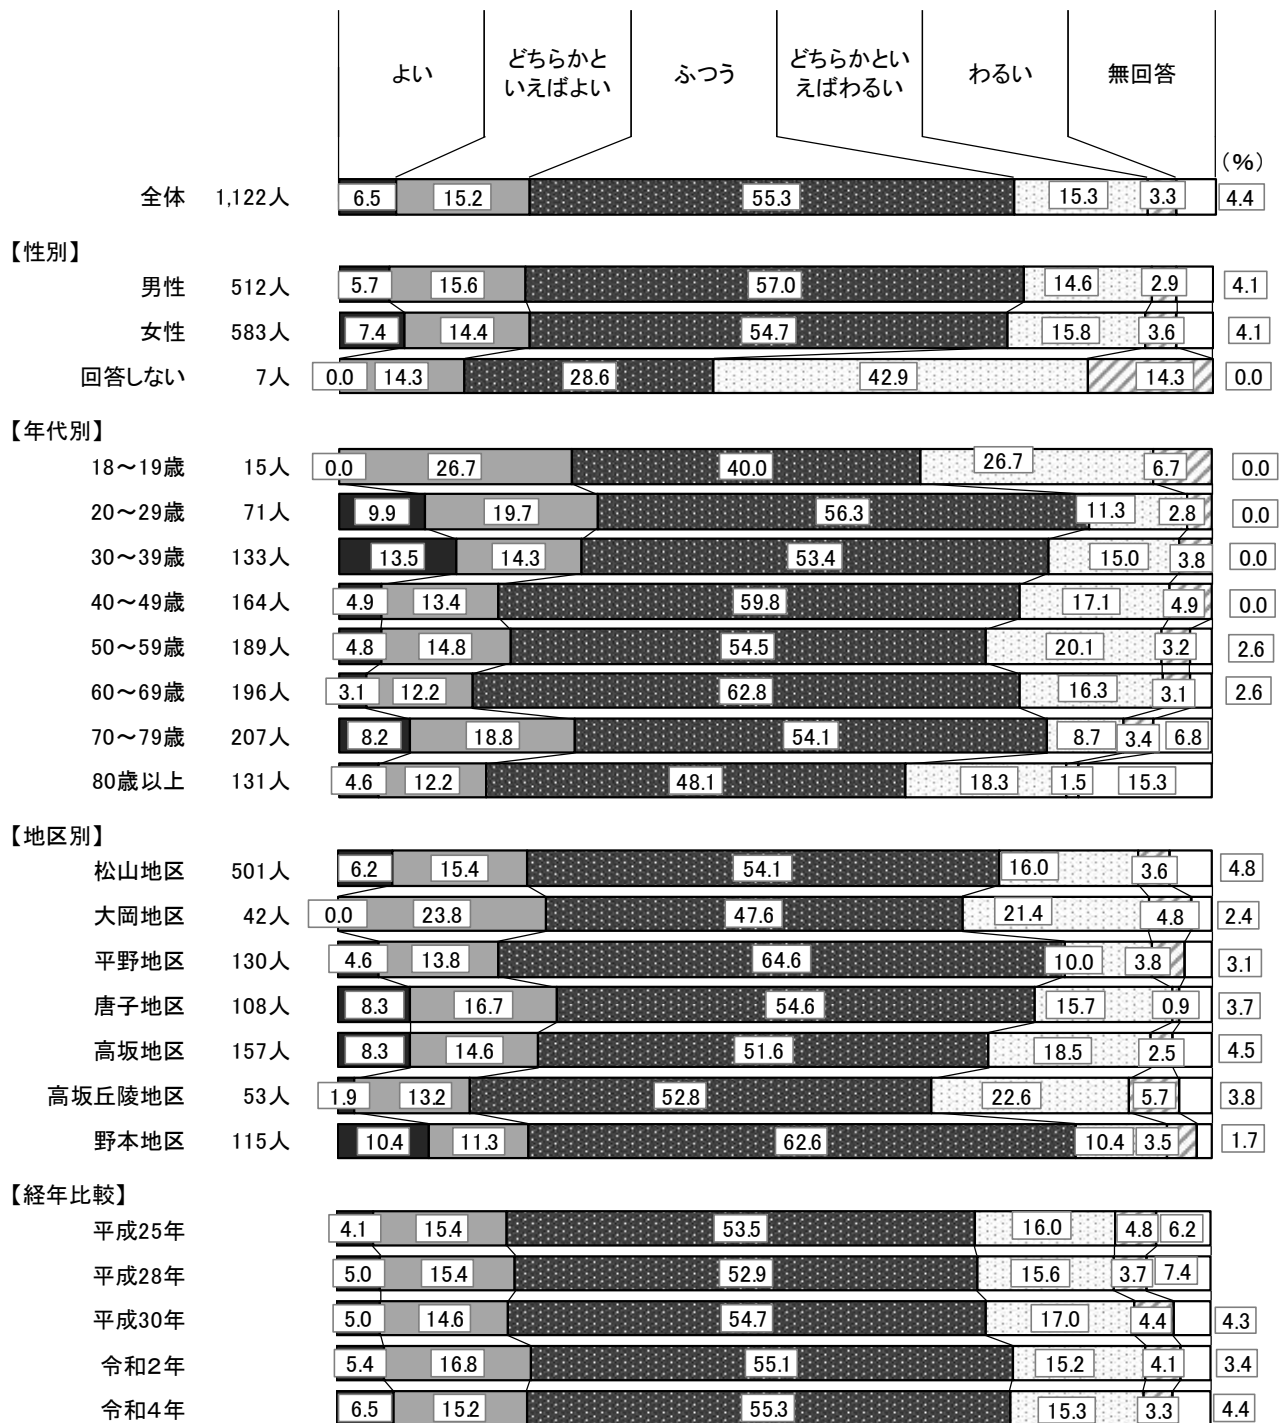 よい
どちらかと
いえばよい
ふつう
どちらかとい
えばわるい
わるい
無回答
(%)
全体 1,122人 6.5 15.2 55.3 15.3 3.3 4.4
【性別】
男性 512人 5.7 15.6 57.0 14.6 2.9 4.1
女性 583人 7.4 14.4 54.7 15.8 3.6 4.1
回答しない 7人 0.0 14.3 28.6 42.9 14.3 0.0
【年代別】
18～19歳 15人 0.0 26.7 40.0 26.7 6.7 0.0
20～29歳 71人 9.9 19.7 56.3 11.3 2.8 0.0
30～39歳 133人 13.5 14.3 53.4 15.0 3.8 0.0
40～49歳 164人 4.9 13.4 59.8 17.1 4.9 0.0
50～59歳 189人 4.8 14.8 54.5 20.1 3.2 2.6
60～69歳 196人 3.1 12.2 62.8 16.3 3.1 2.6
70～79歳 207人 8.2 18.8 54.1 8.7 3.4 6.8
80歳以上 131人 4.6 12.2 48.1 18.3 1.5 15.3
【地区別】
松山地区 501人 6.2 15.4 54.1 16.0 3.6 4.8
大岡地区 42人 0.0 23.8 47.6 21.4 4.8 2.4
平野地区 130人 4.6 13.8 64.6 10.0 3.8 3.1
唐子地区 108人 8.3 16.7 54.6 15.7 0.9 3.7
高坂地区 157人 8.3 14.6 51.6 18.5 2.5 4.5
高坂丘陵地区 53人 1.9 13.2 52.8 22.6 5.7 3.8
野本地区 115人 10.4 11.3 62.6 10.4 3.5 1.7
【経年比較】
平成25年 4.1 15.4 53.5 16.0 4.8 6.2
平成28年 5.0 15.4 52.9 15.6 3.7 7.4
平成30年 5.0 14.6 54.7 17.0 4.4 4.3
令和2年 5.4 16.8 55.1 15.2 4.1 3.4
令和4年 6.5 15.2 55.3 15.3 3.3 4.4